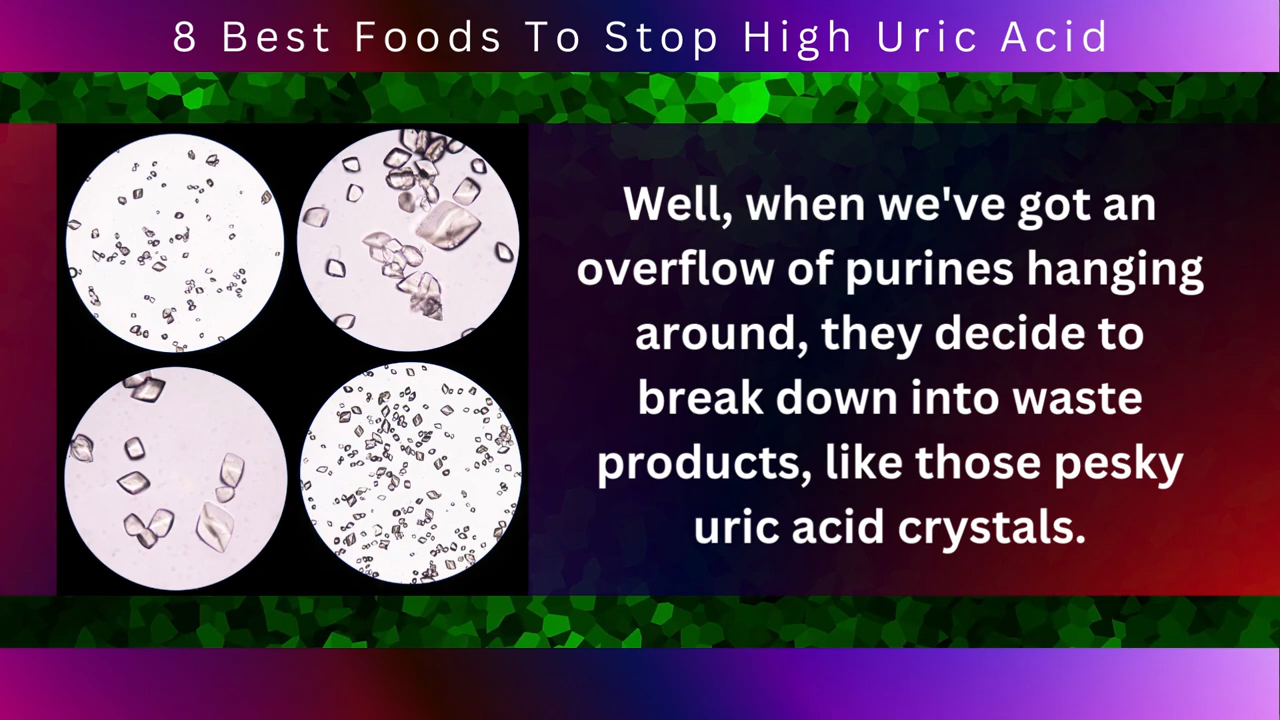 8 Best Foods To Stop High Uric Acid
Well, when we've got an
overflow of purines hanging
around, they decide to
break down into waste
products, like those pesky
uric acid crystals.